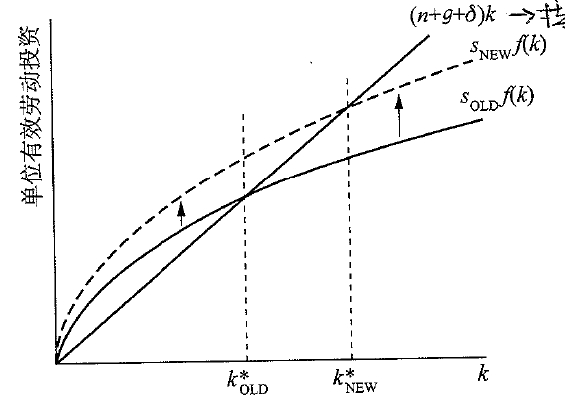 (n+g+δ)k →
s_NEW f(k)
s_OLD f(k)
单位有效劳动投资
k*_OLD
k*_NEW
k